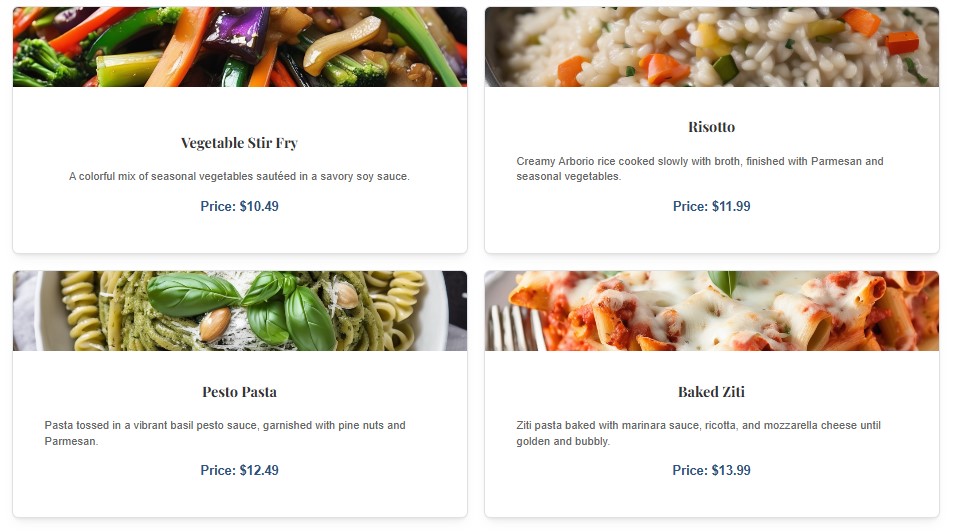 Vegetable Stir Fry
A colorful mix of seasonal vegetables sautéed in a savory soy sauce.
Price: $10.49
Risotto
Creamy Arborio rice cooked slowly with broth, finished with Parmesan and
seasonal vegetables.
Price: $11.99
Pesto Pasta
Pasta tossed in a vibrant basil pesto sauce, garnished with pine nuts and
Parmesan.
Price: $12.49
Baked Ziti
Ziti pasta baked with marinara sauce, ricotta, and mozzarella cheese until
golden and bubbly.
Price: $13.99